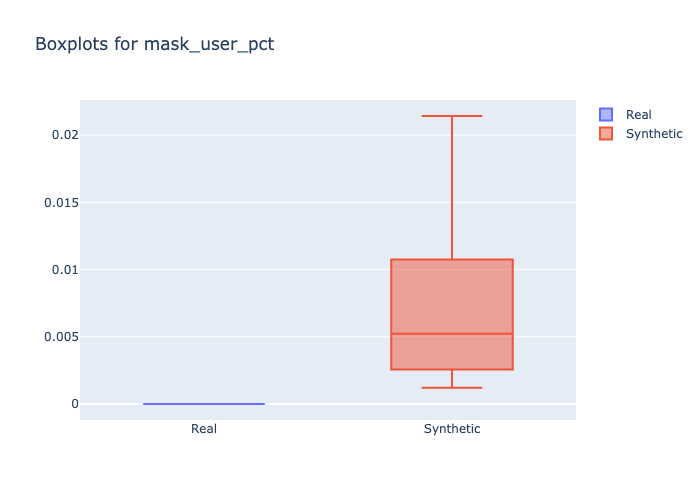 Boxplots for mask_user_pct
Real
Synthetic
0.02
0.015
0.01
0.005
0
Real
Synthetic